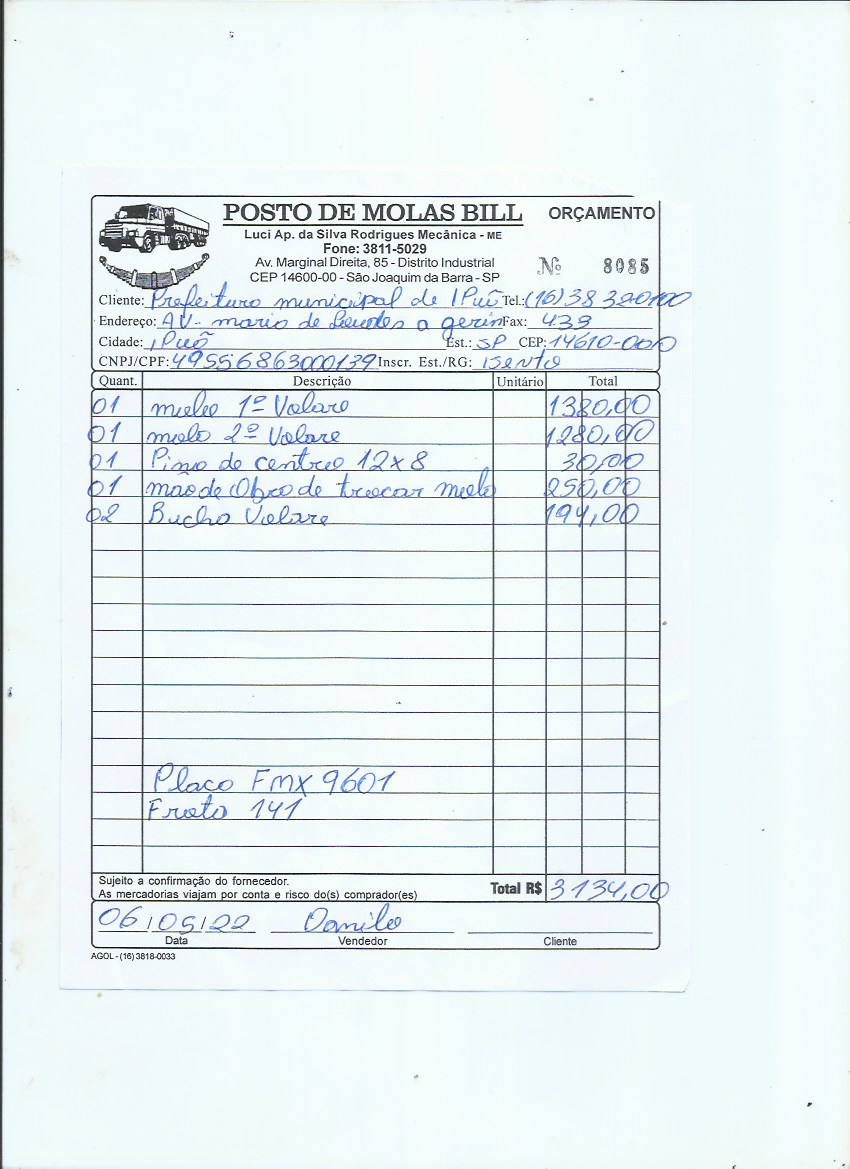 POSTO DE MOLAS BILL ORÇAMENTO
Luci Ap. da Silva Rodrigues Mecânica - ME
Fone: 3811-5029
Av. Marginal Direita, 85 - Distrito Industrial
CEP 14600-00 - São Joaquim da Barra - SP
Nº 8085
Cliente: Prefeitura municipal de IPuã Tel.: (16) 38 320100
Endereço: AV. maria de Lourdes a gerin Fax: 439
Cidade: IPuã Est.: SP CEP: 14610-000
CNPJ/CPF: 49556863000139 Inscr. Est./RG: isento
Quant. Descrição Unitário Total
01 mola 1º Volare 1380,00
01 mola 2º Volare 1280,00
01 Pino de centro 12x8 30,00
01 mão de Obra de trocar mola 250,00
02 Bucha Volare 194,00
Placa FMX 9601
Frota 141
Sujeito a confirmação do fornecedor.
As mercadorias viajam por conta e risco do(s) comprador(es)
Total R$ 3134,00
06/05/22 Danilo
Data Vendedor Cliente
AGOL - (16) 3818-0033